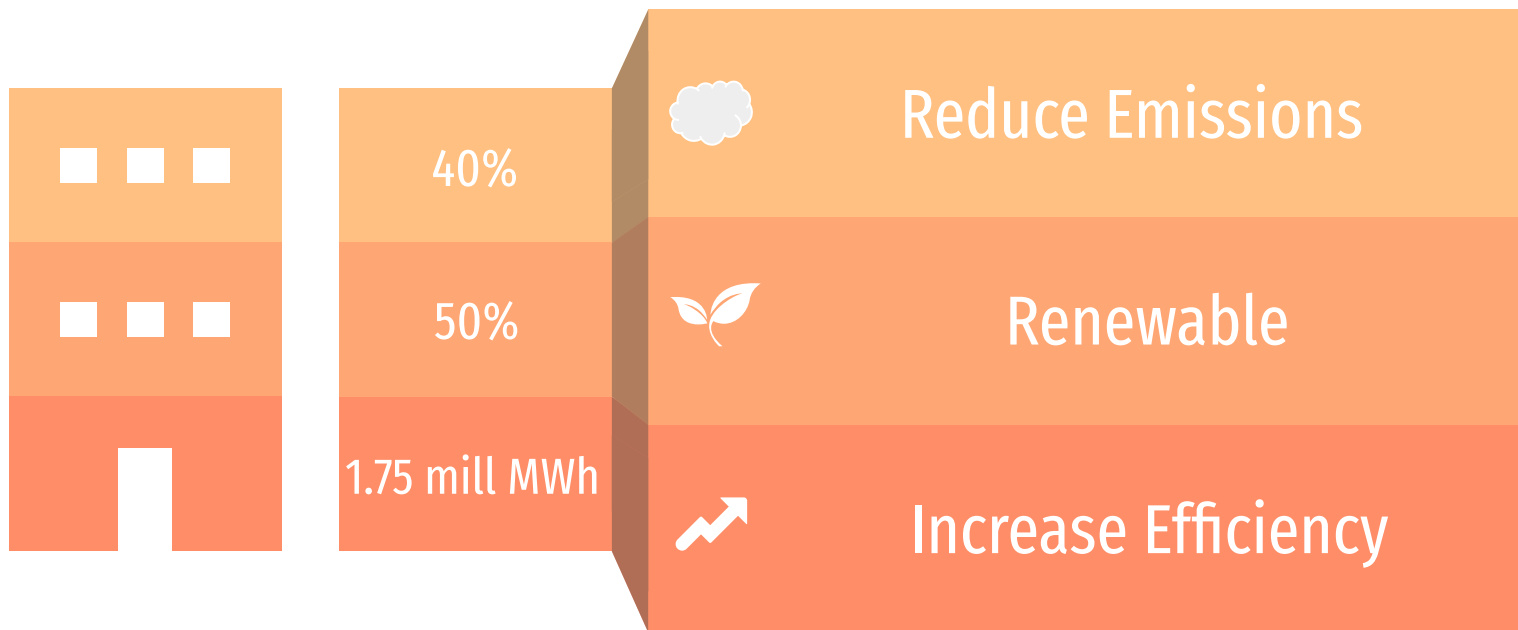 40%
Reduce Emissions
50%
Renewable
1.75 mill MWh
Increase Efficiency